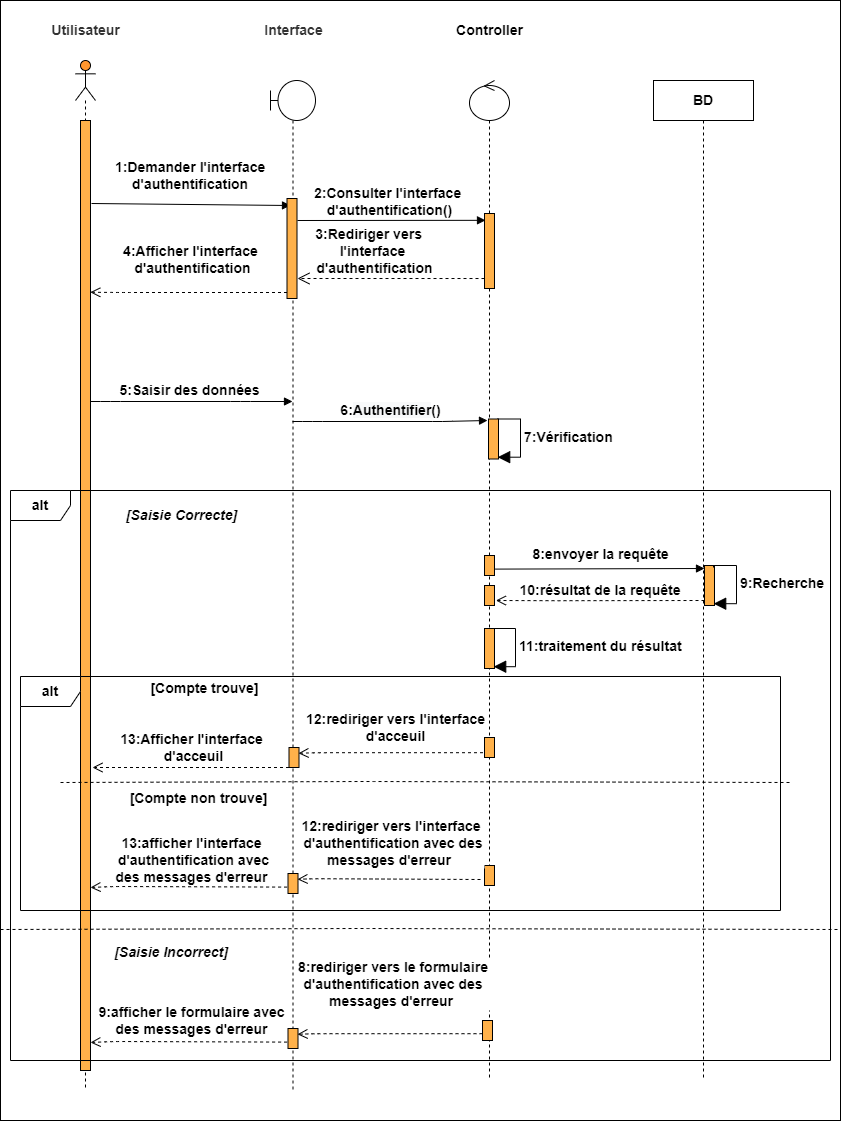 Utilisateur
Interface
Controller
BD
1:Demander l'interface
d'authentification
2:Consulter l'interface
d'authentification()
3:Rediriger vers
l'interface
d'authentification
4:Afficher l'interface
d'authentification
5:Saisir des données
6:Authentifier()
7:Vérification
alt
[Saisie Correcte]
8:envoyer la requête
9:Recherche
10:résultat de la requête
11:traitement du résultat
alt
[Compte trouve]
12:rediriger vers l'interface
d'acceuil
13:Afficher l'interface
d'acceuil
[Compte non trouve]
12:rediriger vers l'interface
d'authentification avec des
messages d'erreur
13:afficher l'interface
d'authentification avec
des messages d'erreur
[Saisie Incorrect]
8:rediriger vers le formulaire
d'authentification avec des
messages d'erreur
9:afficher le formulaire avec
des messages d'erreur